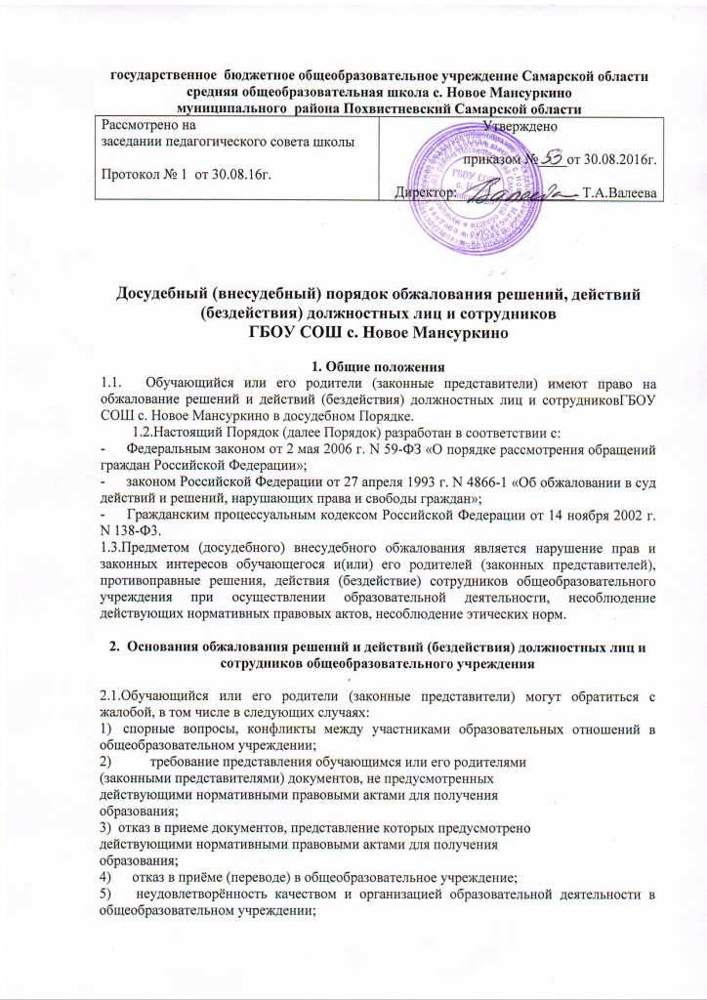 государственное бюджетное общеобразовательное учреждение Самарской области
средняя общеобразовательная школа с. Новое Мансуркино
муниципального района Похвистневский Самарской области
Рассмотрено на
заседании педагогического совета школы
Протокол № 1 от 30.08.16г.
Утверждено
приказом № 53 от 30.08.2016г.
Директор: Т.А.Валеева
ГБОУ СОШ
Досудебный (внесудебный) порядок обжалования решений, действий
(бездействия) должностных лиц и сотрудников
ГБОУ СОШ с. Новое Мансуркино
1. Общие положения
1.1. Обучающийся или его родители (законные представители) имеют право на
обжалование решений и действий (бездействия) должностных лиц и сотрудниковГБОУ
СОШ с. Новое Мансуркино в досудебном Порядке.
1.2.Настоящий Порядок (далее Порядок) разработан в соответствии с:
- Федеральным законом от 2 мая 2006 г. N 59-ФЗ «О порядке рассмотрения обращений
граждан Российской Федерации»;
- законом Российской Федерации от 27 апреля 1993 г. N 4866-1 «Об обжаловании в суд
действий и решений, нарушающих права и свободы граждан»;
- Гражданским процессуальным кодексом Российской Федерации от 14 ноября 2002 г.
N 138-ФЗ.
1.3.Предметом (досудебного) внесудебного обжалования является нарушение прав и
законных интересов обучающегося и(или) его родителей (законных представителей),
противоправные решения, действия (бездействие) сотрудников общеобразовательного
учреждения при осуществлении образовательной деятельности, несоблюдение
действующих нормативных правовых актов, несоблюдение этических норм.
2. Основания обжалования решений и действий (бездействия) должностных лиц и
сотрудников общеобразовательного учреждения
2.1.Обучающийся или его родители (законные представители) могут обратиться с
жалобой, в том числе в следующих случаях:
1) спорные вопросы, конфликты между участниками образовательных отношений в
общеобразовательном учреждении;
2) требование представления обучающимся или его родителями
(законными представителями) документов, не предусмотренных
действующими нормативными правовыми актами для получения
образования;
3) отказ в приеме документов, представление которых предусмотрено
действующими нормативными правовыми актами для получения
образования;
4) отказ в приёме (переводе) в общеобразовательное учреждение;
5) неудовлетворённость качеством и организацией образовательной деятельности в
общеобразовательном учреждении;